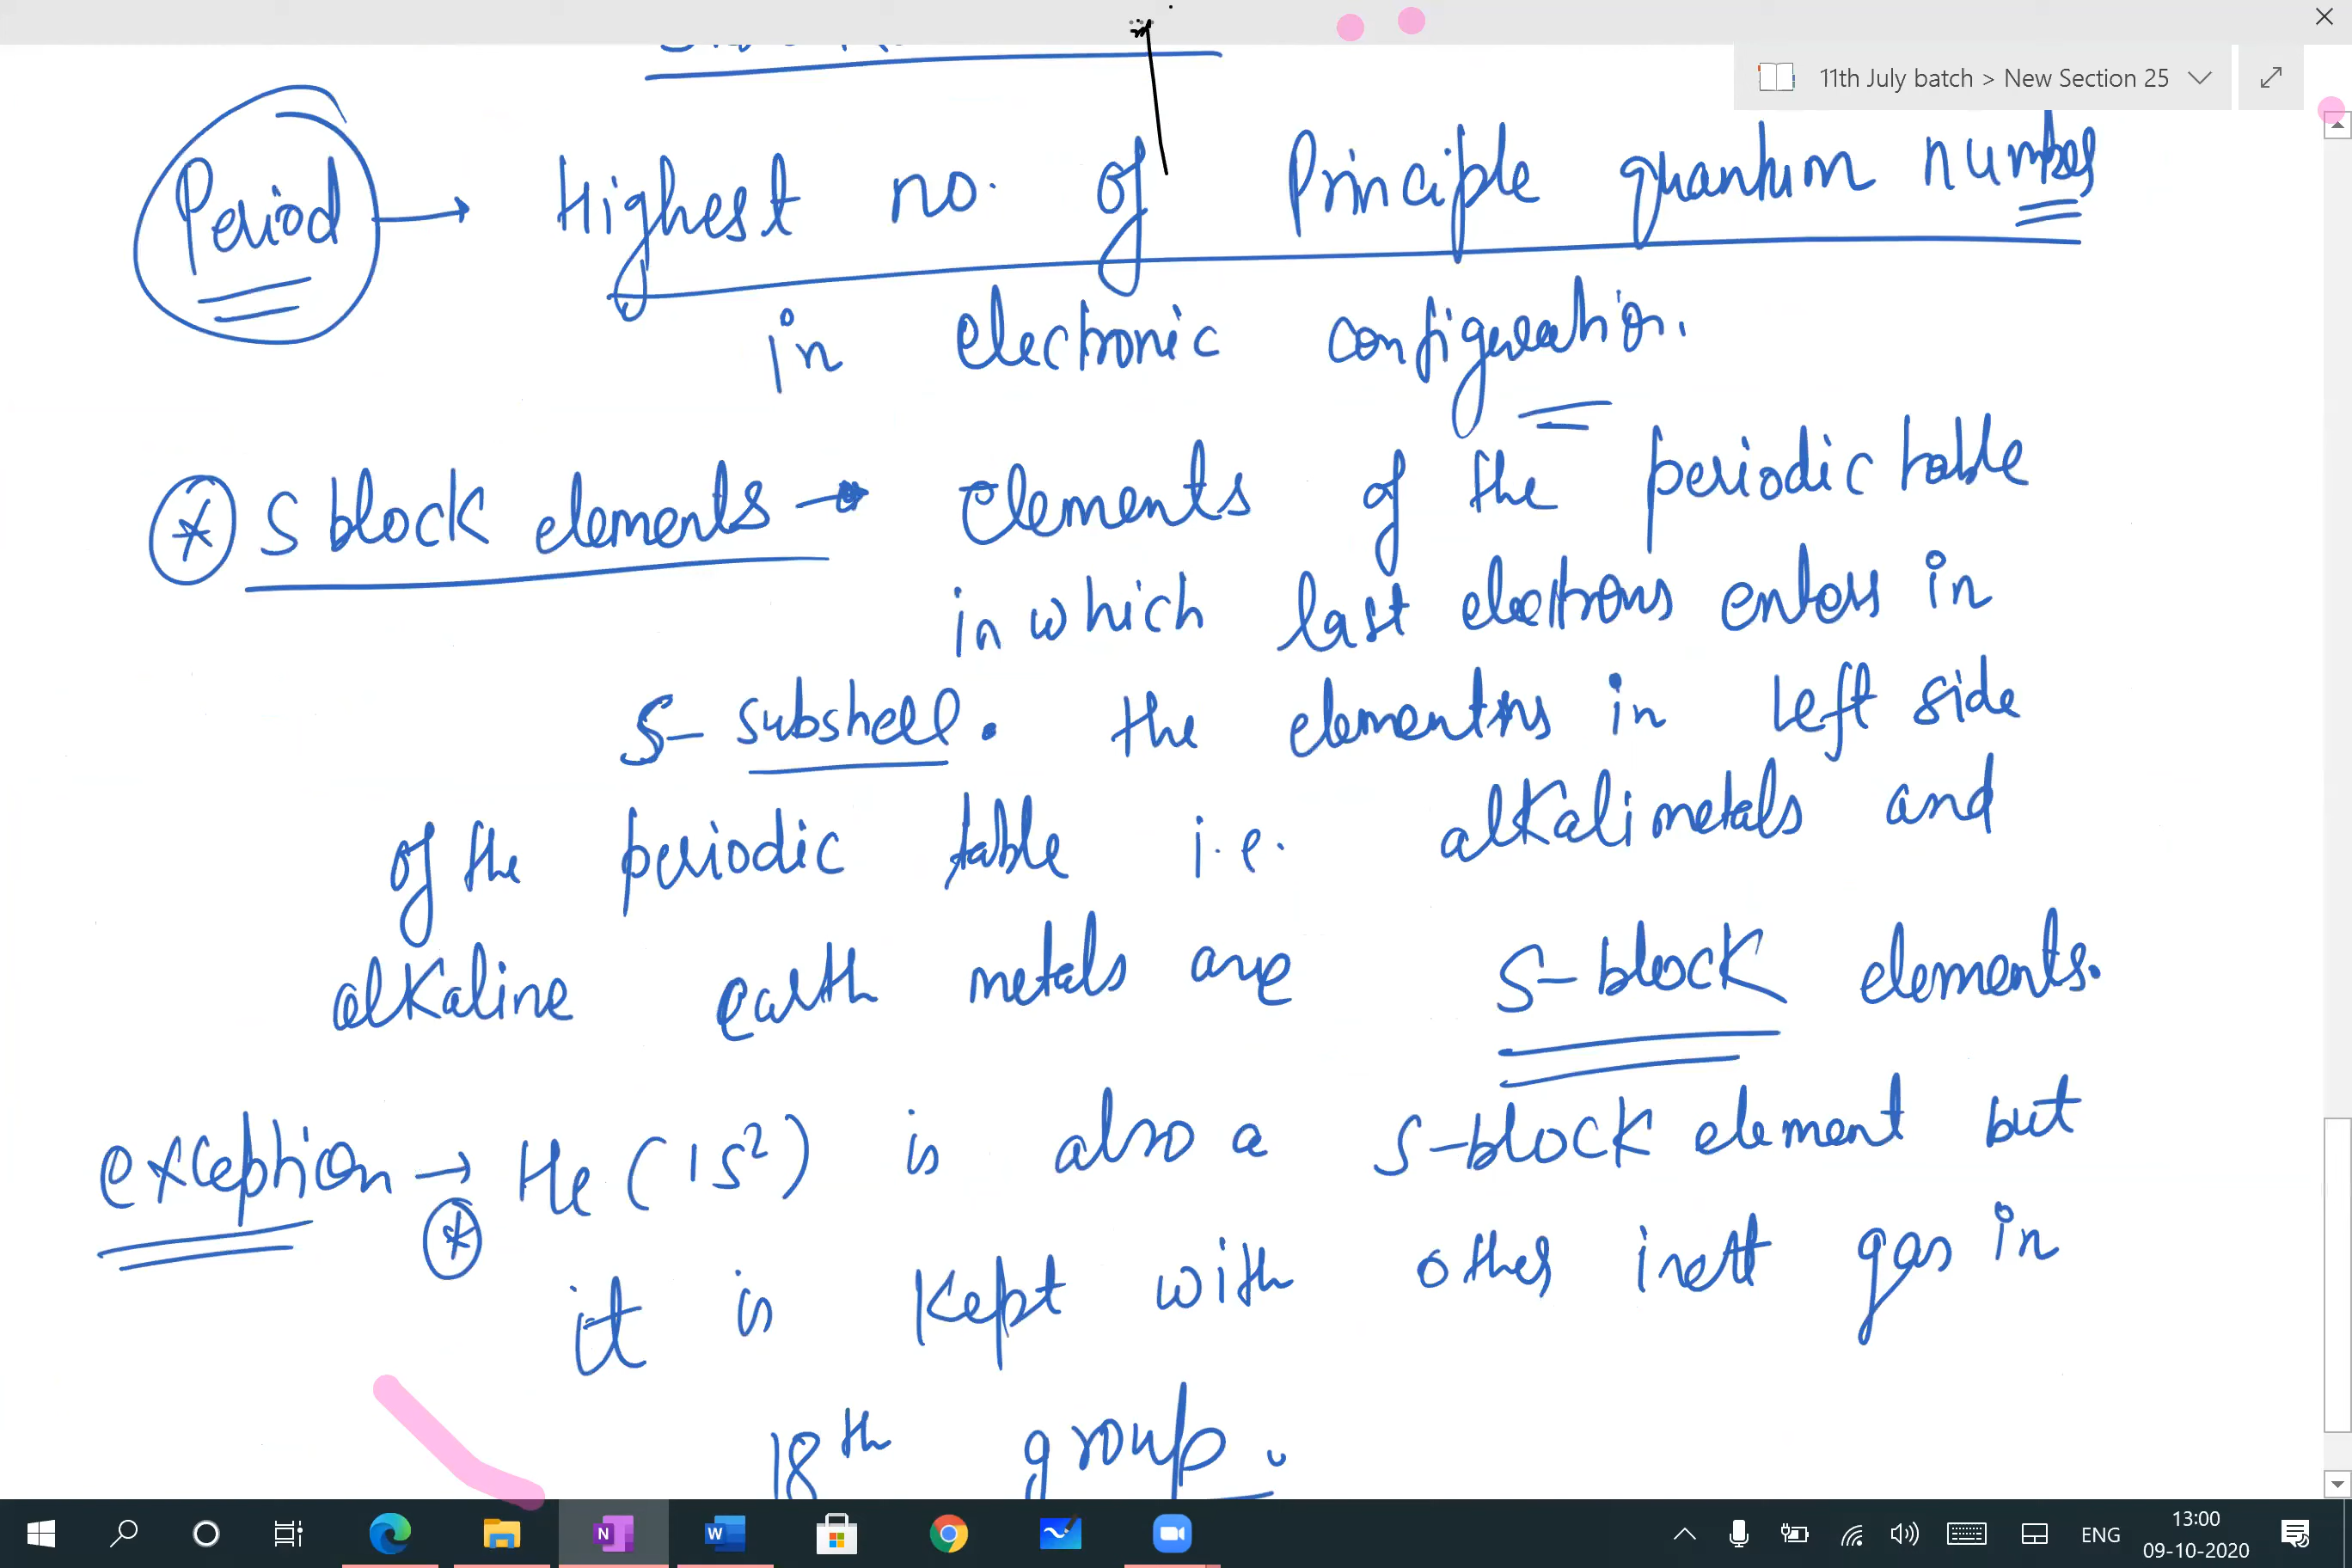 11th July batch > New Section 25
Period → Highest no. of Principle quantum number
in electronic configuration.
* S block elements → elements of the periodic table
in which last electrons enters in
S- subshell. the elements in left side
of the periodic table i.e. alkali metals and
alkaline earth metals are S-block elements.
exception → He (1s²) is also a S-block element but
* it is kept with other inert gas in
18th group.
ENG
13:00
09-10-2020